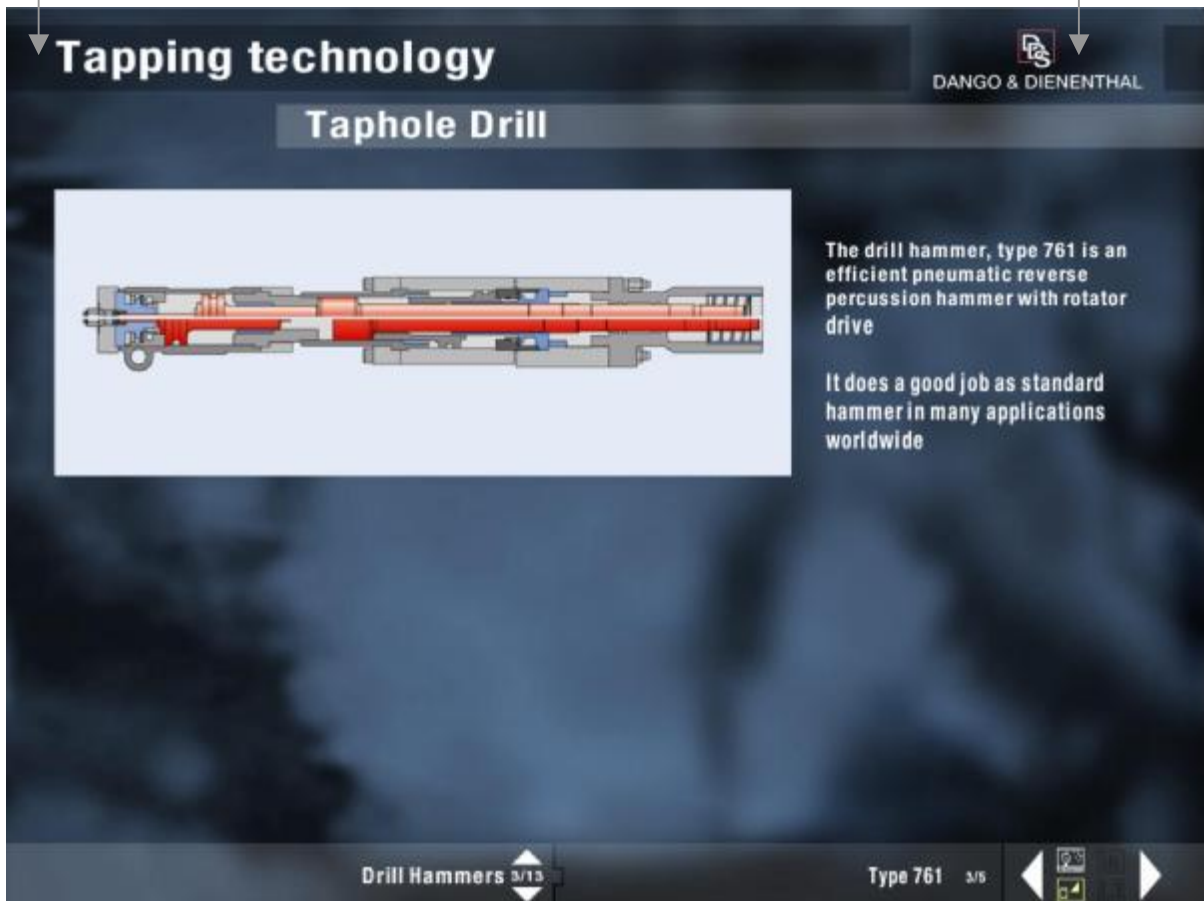 Tapping technology
DDS
DANGO & DIENENTHAL
Taphole Drill
The drill hammer, type 761 is an
efficient pneumatic reverse
percussion hammer with rotator
drive
It does a good job as standard
hammer in many applications
worldwide
Drill Hammers 3/13
Type 761 3/5